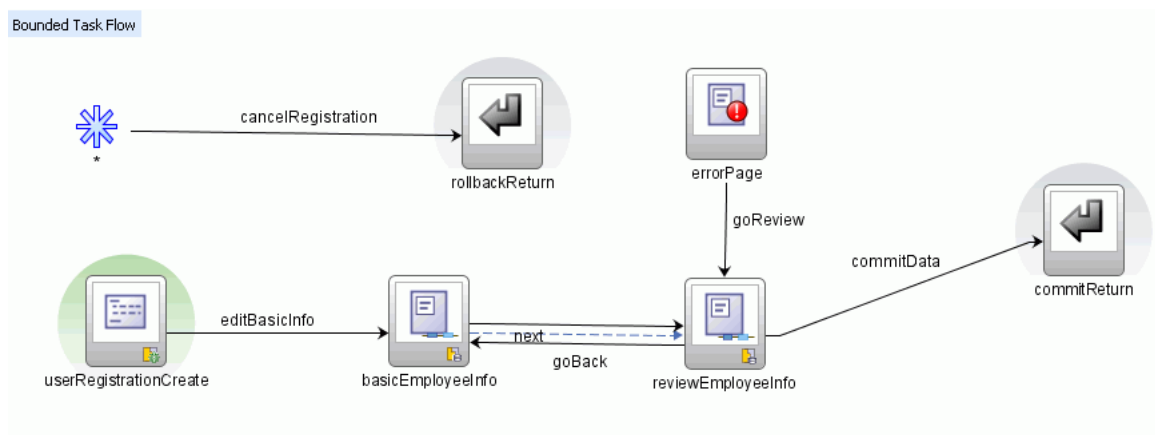 Bounded Task Flow
cancelRegistration
*
rollbackReturn
errorPage
goReview
commitData
commitReturn
editBasicInfo
next
goBack
userRegistrationCreate
basicEmployeeInfo
reviewEmployeeInfo